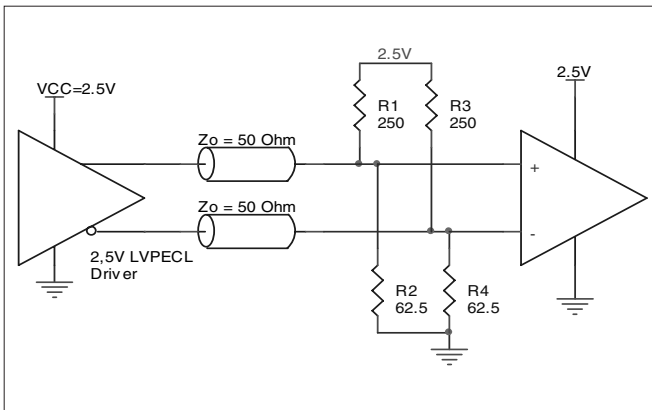 2.5V
VCC=2.5V
2.5V
R1
250
R3
250
Zo = 50 Ohm
+
Zo = 50 Ohm
-
2,5V LVPECL
Driver
R2
62.5
R4
62.5